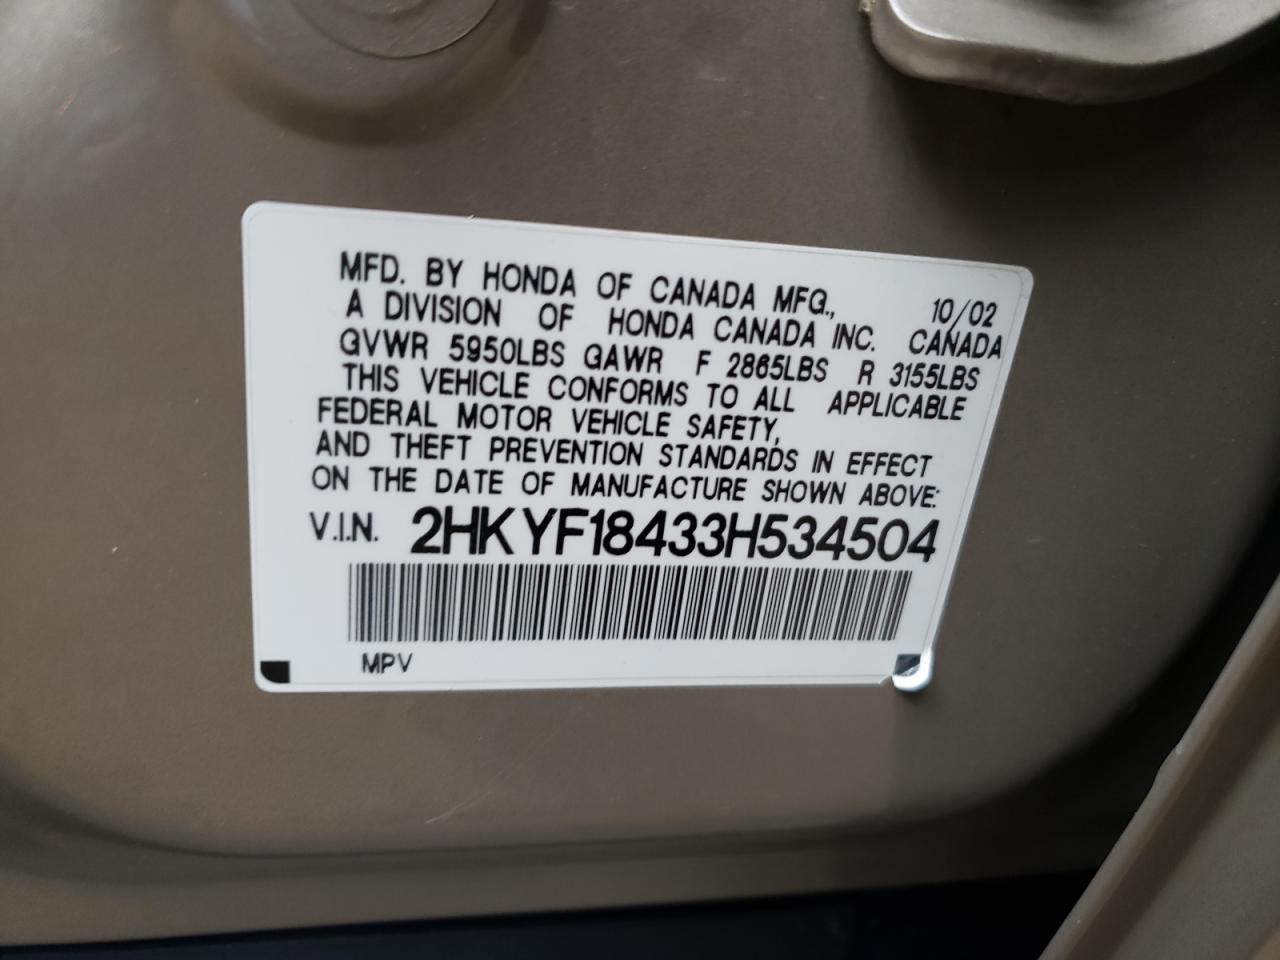 MFD. BY HONDA OF CANADA MFG., 10/02
A DIVISION OF HONDA CANADA INC. CANADA
GVWR 5950LBS GAWR F 2865LBS R 3155LBS
THIS VEHICLE CONFORMS TO ALL APPLICABLE
FEDERAL MOTOR VEHICLE SAFETY,
AND THEFT PREVENTION STANDARDS IN EFFECT
ON THE DATE OF MANUFACTURE SHOWN ABOVE:
V.I.N. 2HKYF18433H534504
MPV